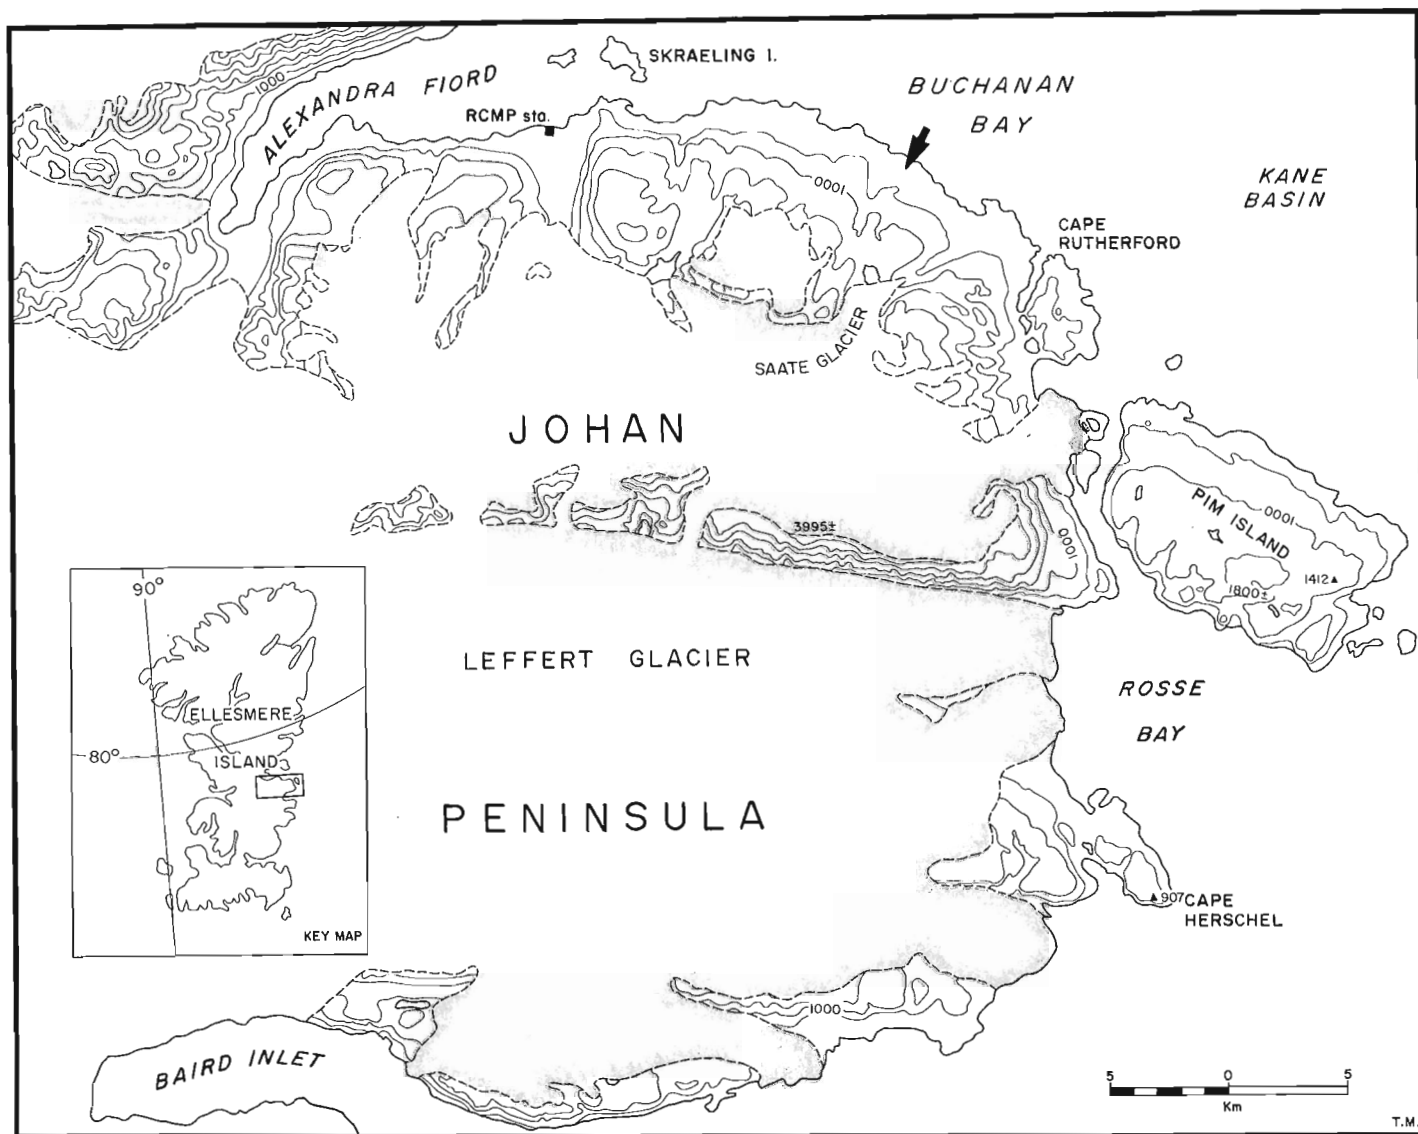 SKRAELING I.
ALEXANDRA FIORD
1000
RCMP sta.
BUCHANAN
BAY
KANE
BASIN
1000
CAPE
RUTHERFORD
SAATE GLACIER
JOHAN
3995±
1000
PIM ISLAND
1000
1412
1800±
90°
ELLESMERE
80°
ISLAND
KEY MAP
LEFFERT GLACIER
ROSSE
BAY
PENINSULA
907
CAPE
HERSCHEL
1000
BAIRD INLET
5 0 5
Km
T.M.